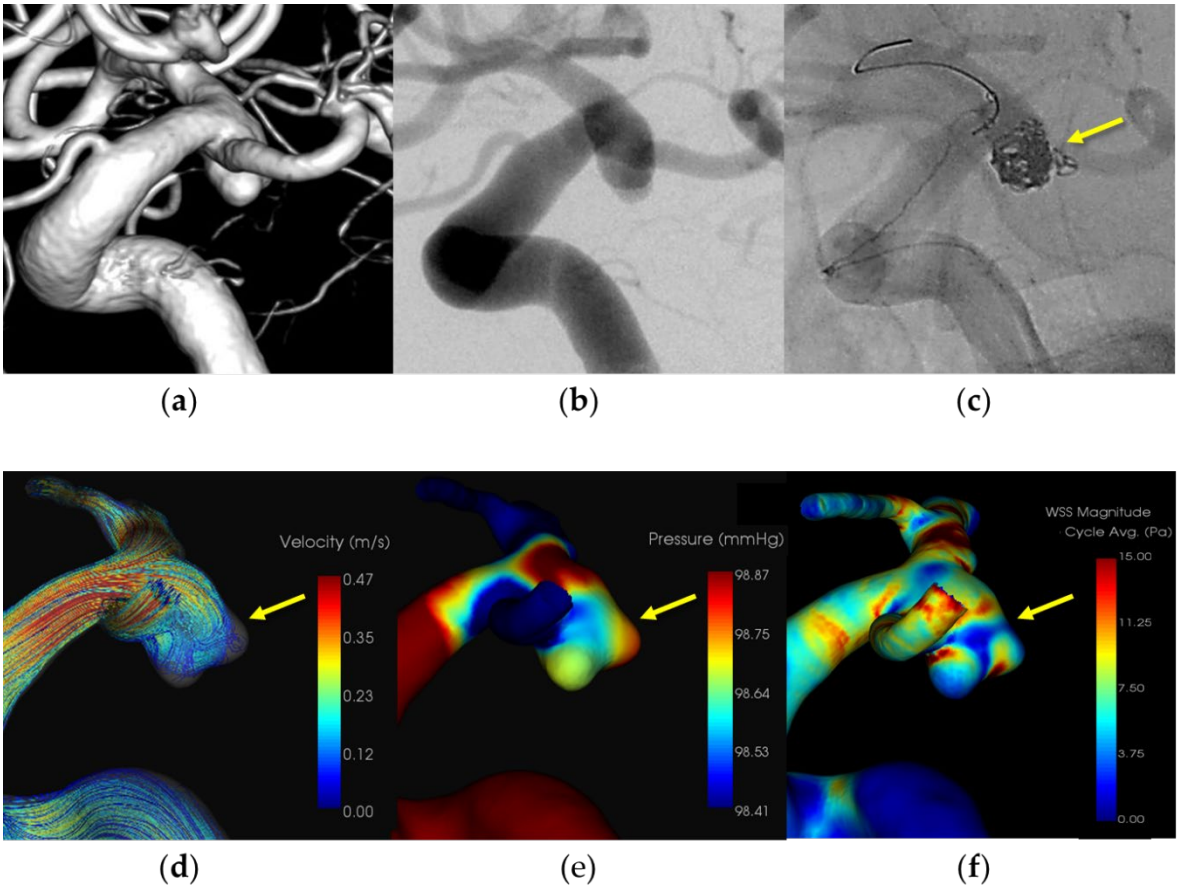 (a)
(b)
(c)
Velocity (m/s)
0.47
0.35
0.23
0.12
0.00
Pressure (mmHg)
98.87
98.75
98.64
98.53
98.41
WSS Magnitude
Cycle Avg. (Pa)
15.00
11.25
7.50
3.75
0.00
(d)
(e)
(f)